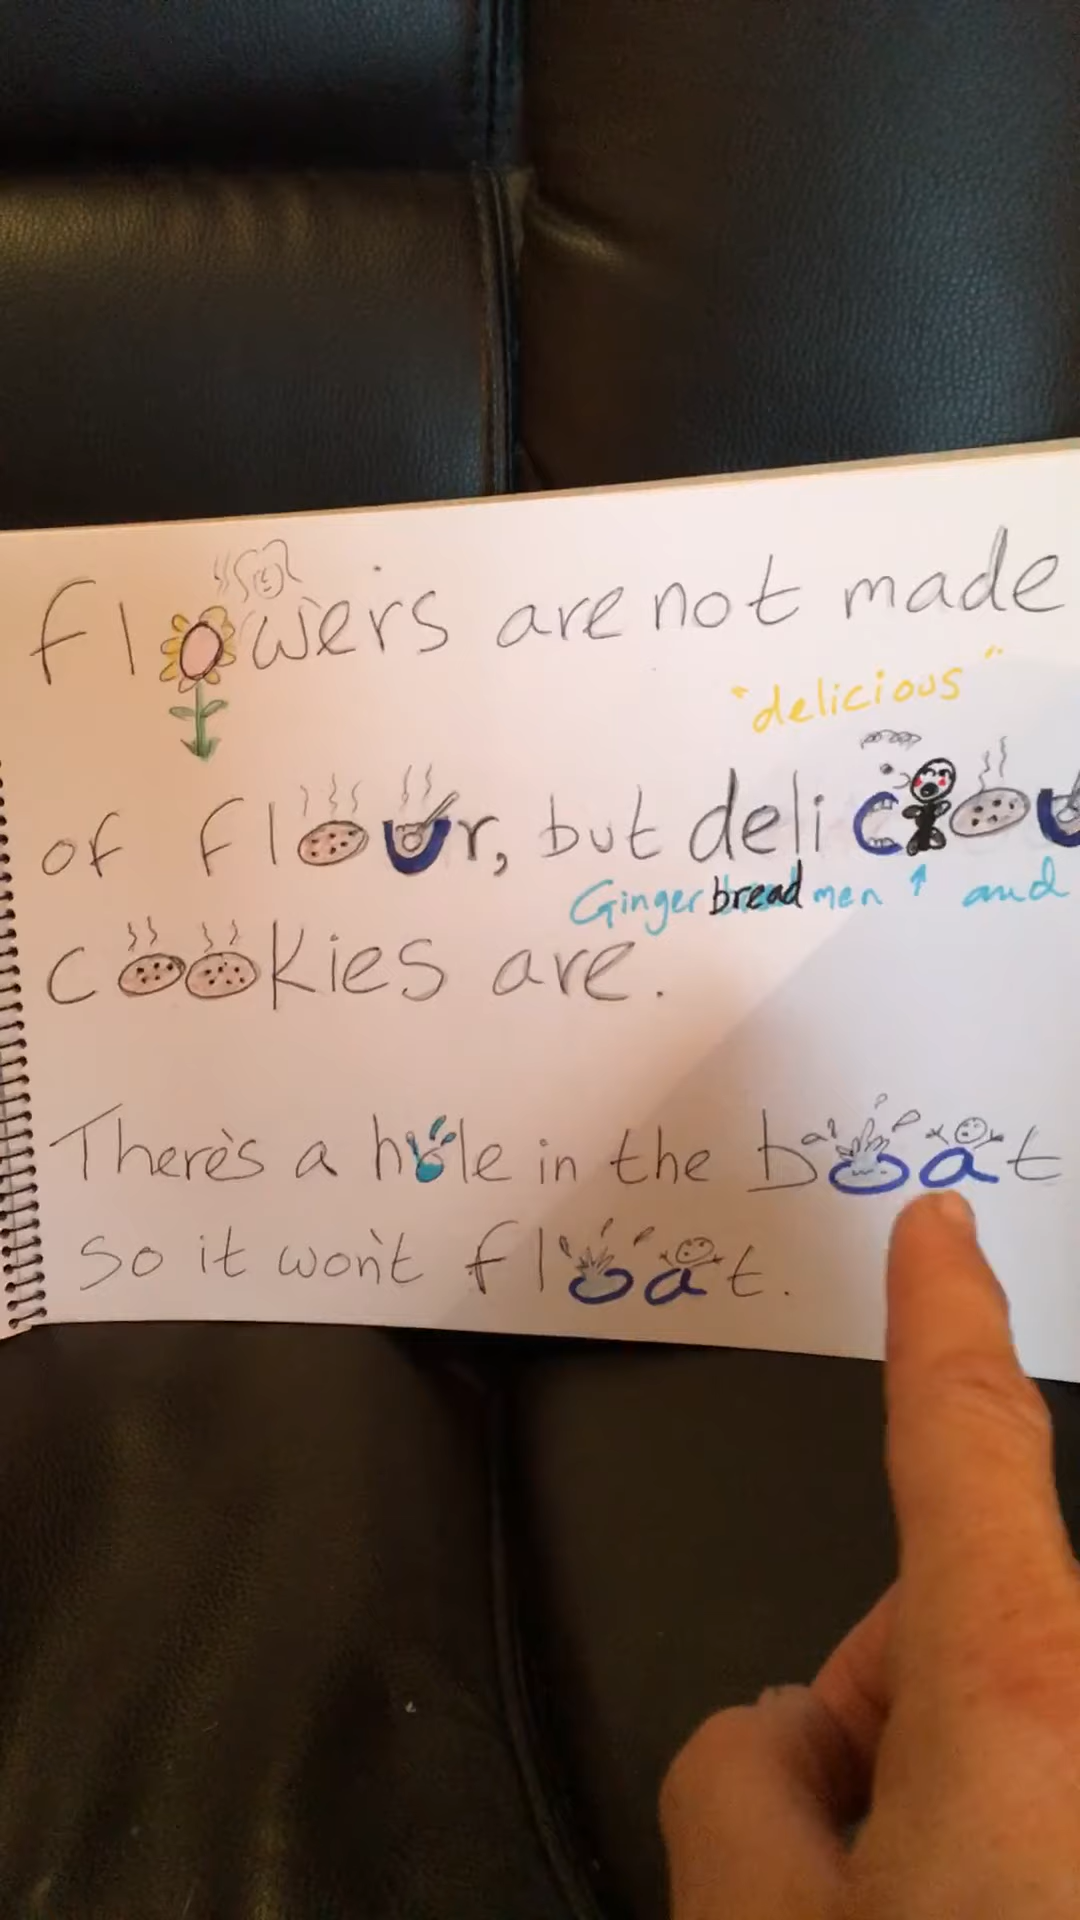 flowers are not made
"delicious"
of flour, but deliciou
Gingerbread men ↑ and
cookies are.
There's a hole in the boat
so it won't float.